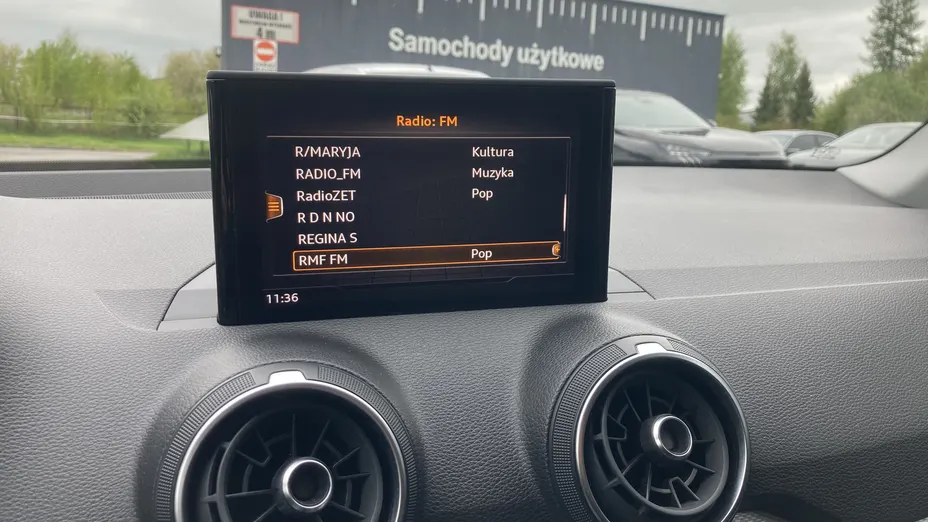 UWAGA !
4 m
Samochody użytkowe
Radio: FM
R/MARYJA Kultura
RADIO_FM Muzyka
RadioZET Pop
R D N NO
REGINA S
RMF FM Pop
11:36